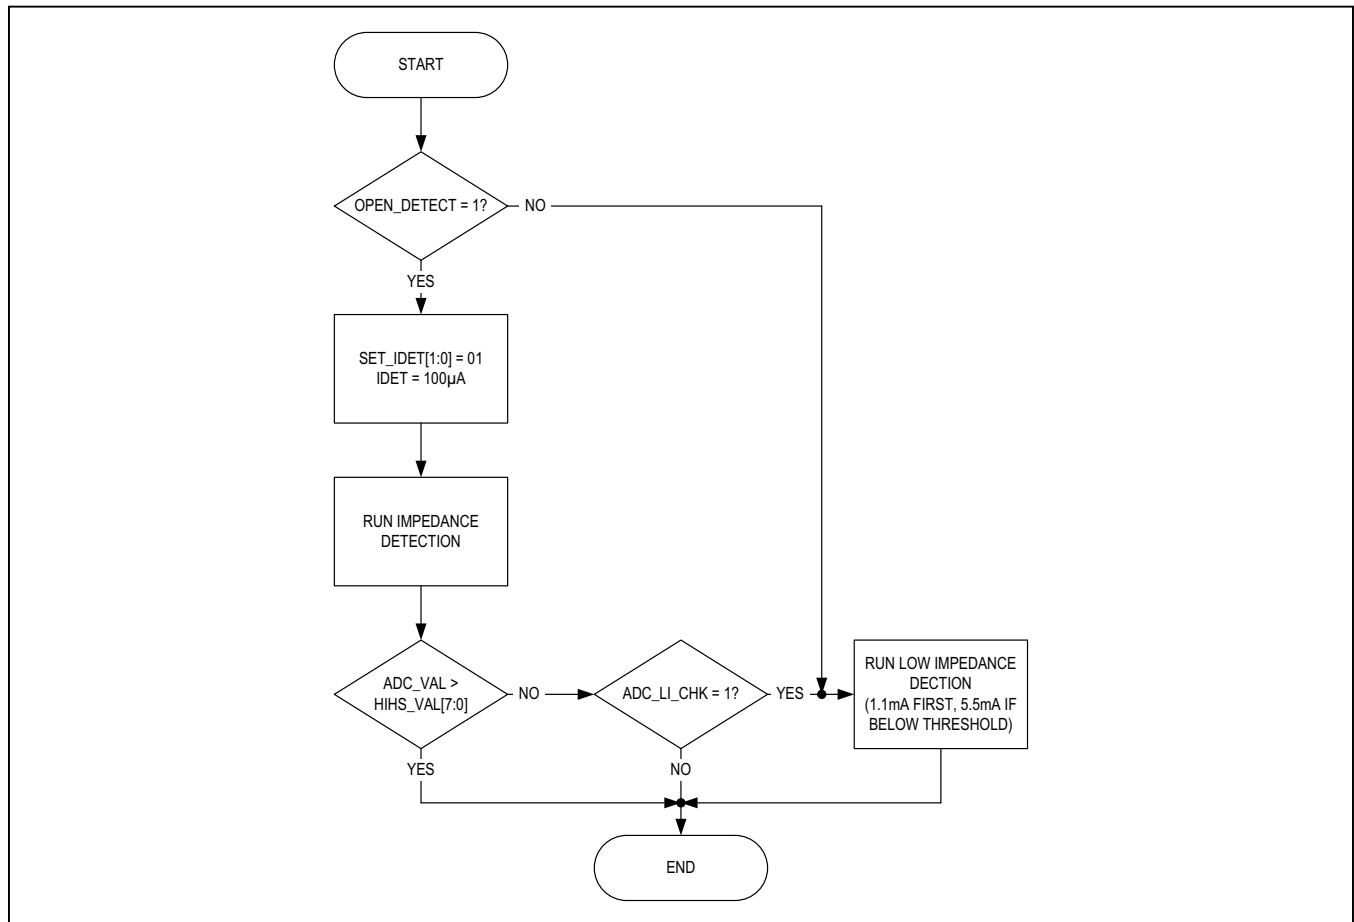 START
OPEN_DETECT = 1?
NO
YES
SET_IDET[1:0] = 01
IDET = 100µA
RUN IMPEDANCE
DETECTION
ADC_VAL >
HIHS_VAL[7:0]
NO
ADC_LI_CHK = 1?
YES
RUN LOW IMPEDANCE
DECTION
(1.1mA FIRST, 5.5mA IF
BELOW THRESHOLD)
YES
NO
END